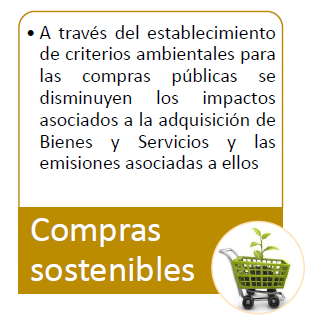 • A través del establecimiento
de criterios ambientales para
las compras públicas se
disminuyen los impactos
asociados a la adquisición de
Bienes y Servicios y las
emisiones asociadas a ellos
Compras
sostenibles